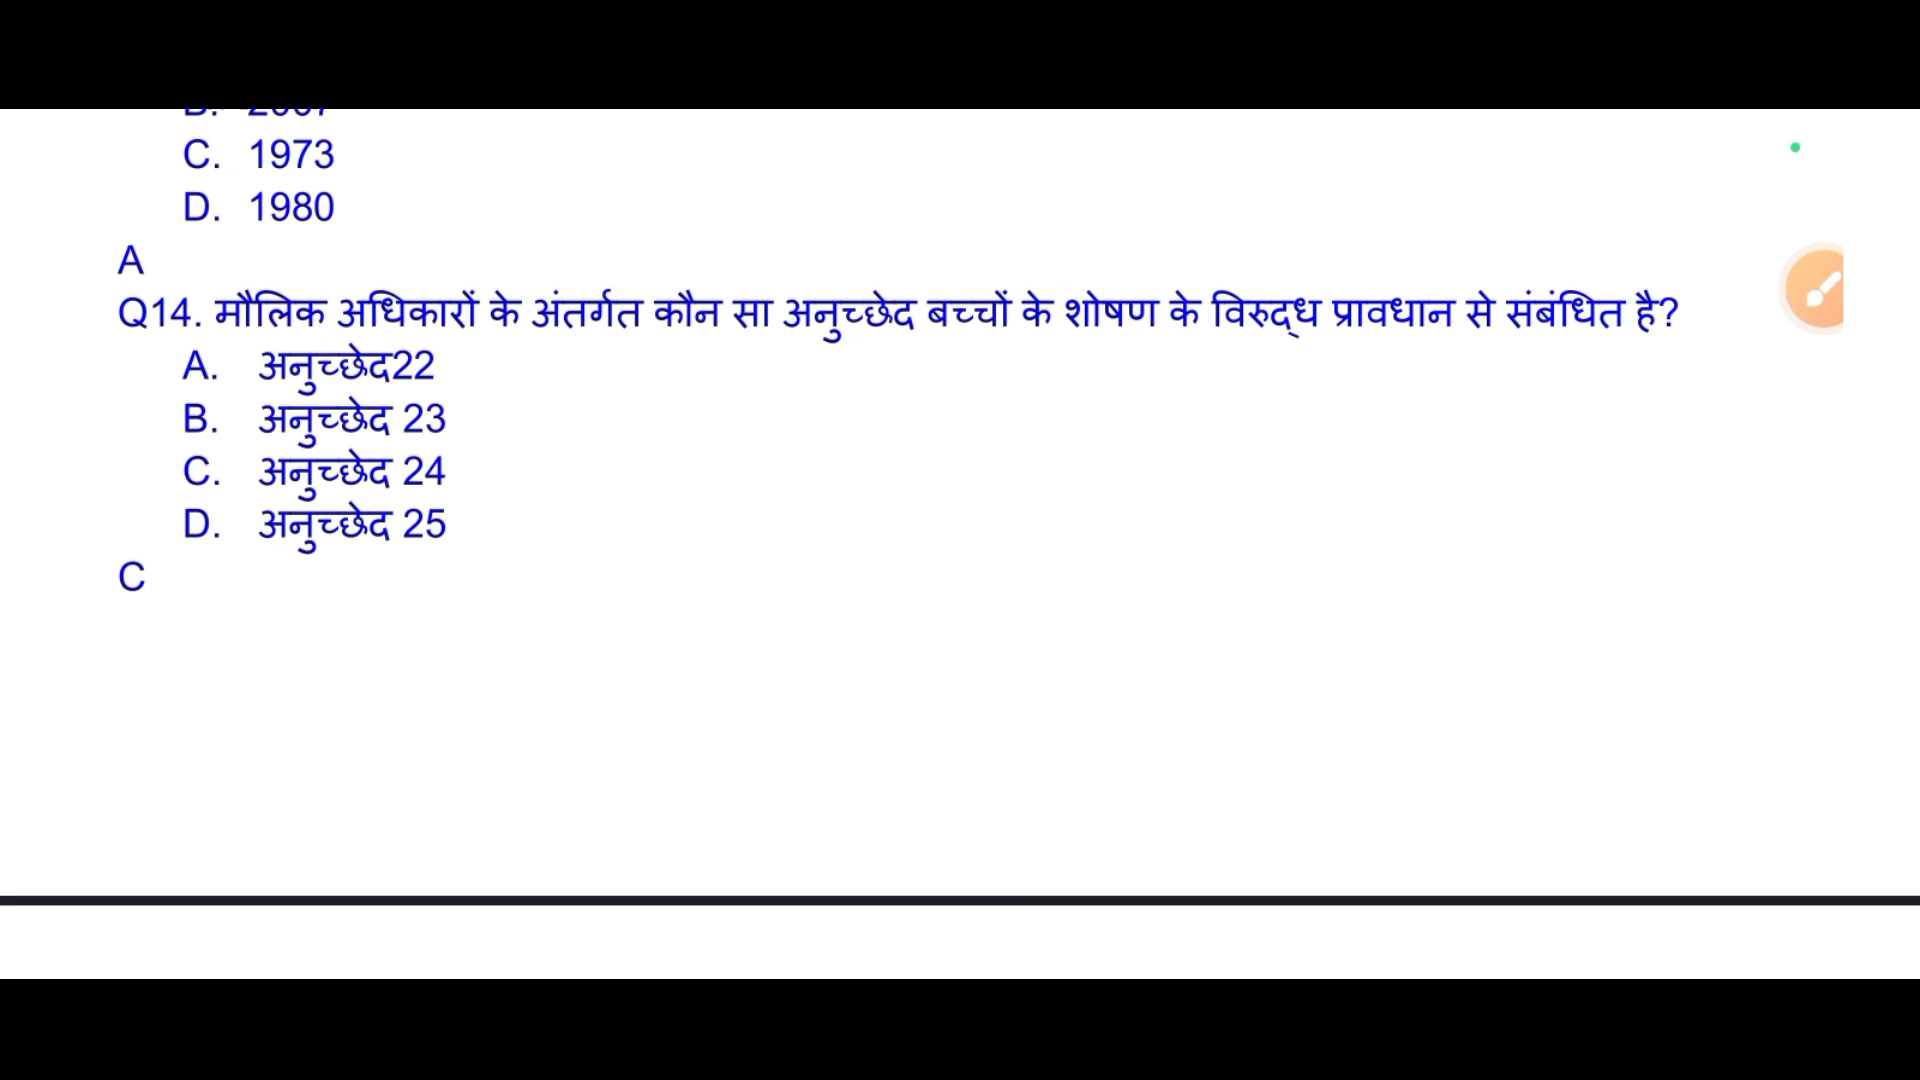 C. 1973
D. 1980
A
Q14. मौलिक अधिकारों के अंतर्गत कौन सा अनुच्छेद बच्चों के शोषण के विरुद्ध प्रावधान से संबंधित है?
A. अनुच्छेद22
B. अनुच्छेद 23
C. अनुच्छेद 24
D. अनुच्छेद 25
C